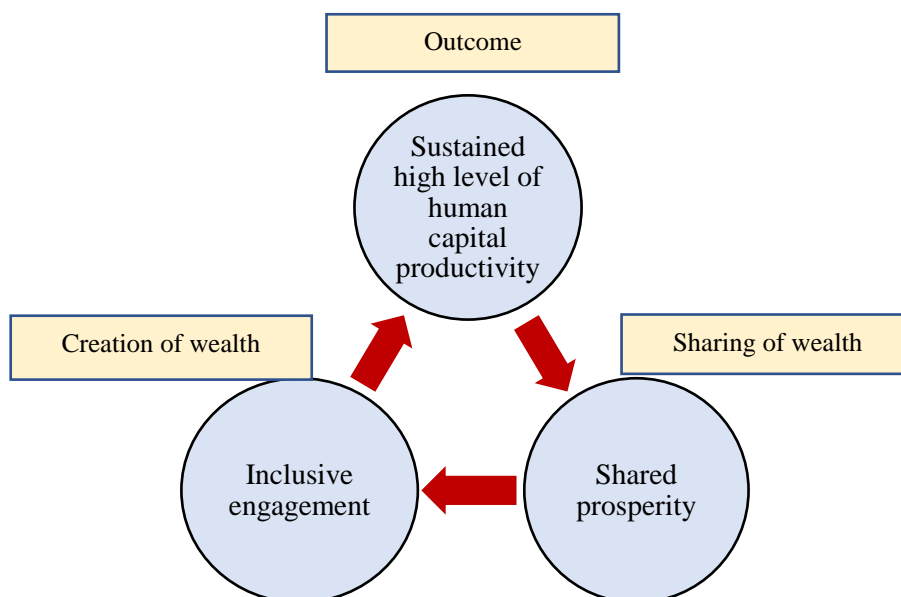 Outcome
Sustained
high level of
human
capital
productivity
Creation of wealth
Sharing of wealth
Inclusive
engagement
Shared
prosperity